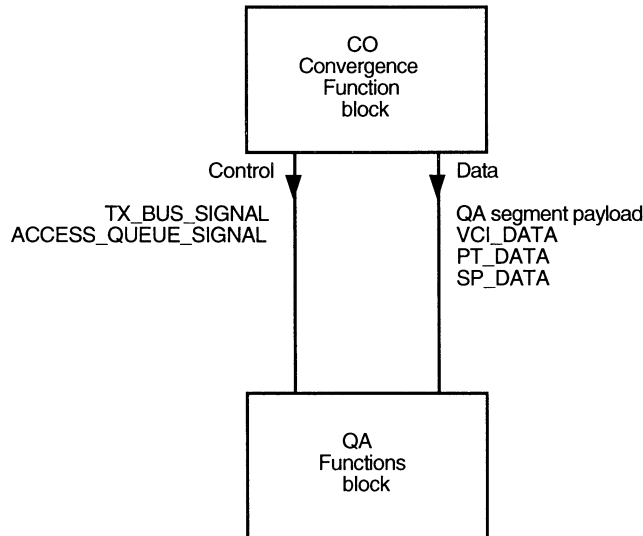 CO
Convergence
Function
block
Control
Data
TX_BUS_SIGNAL
ACCESS_QUEUE_SIGNAL
QA segment payload
VCI_DATA
PT_DATA
SP_DATA
QA
Functions
block